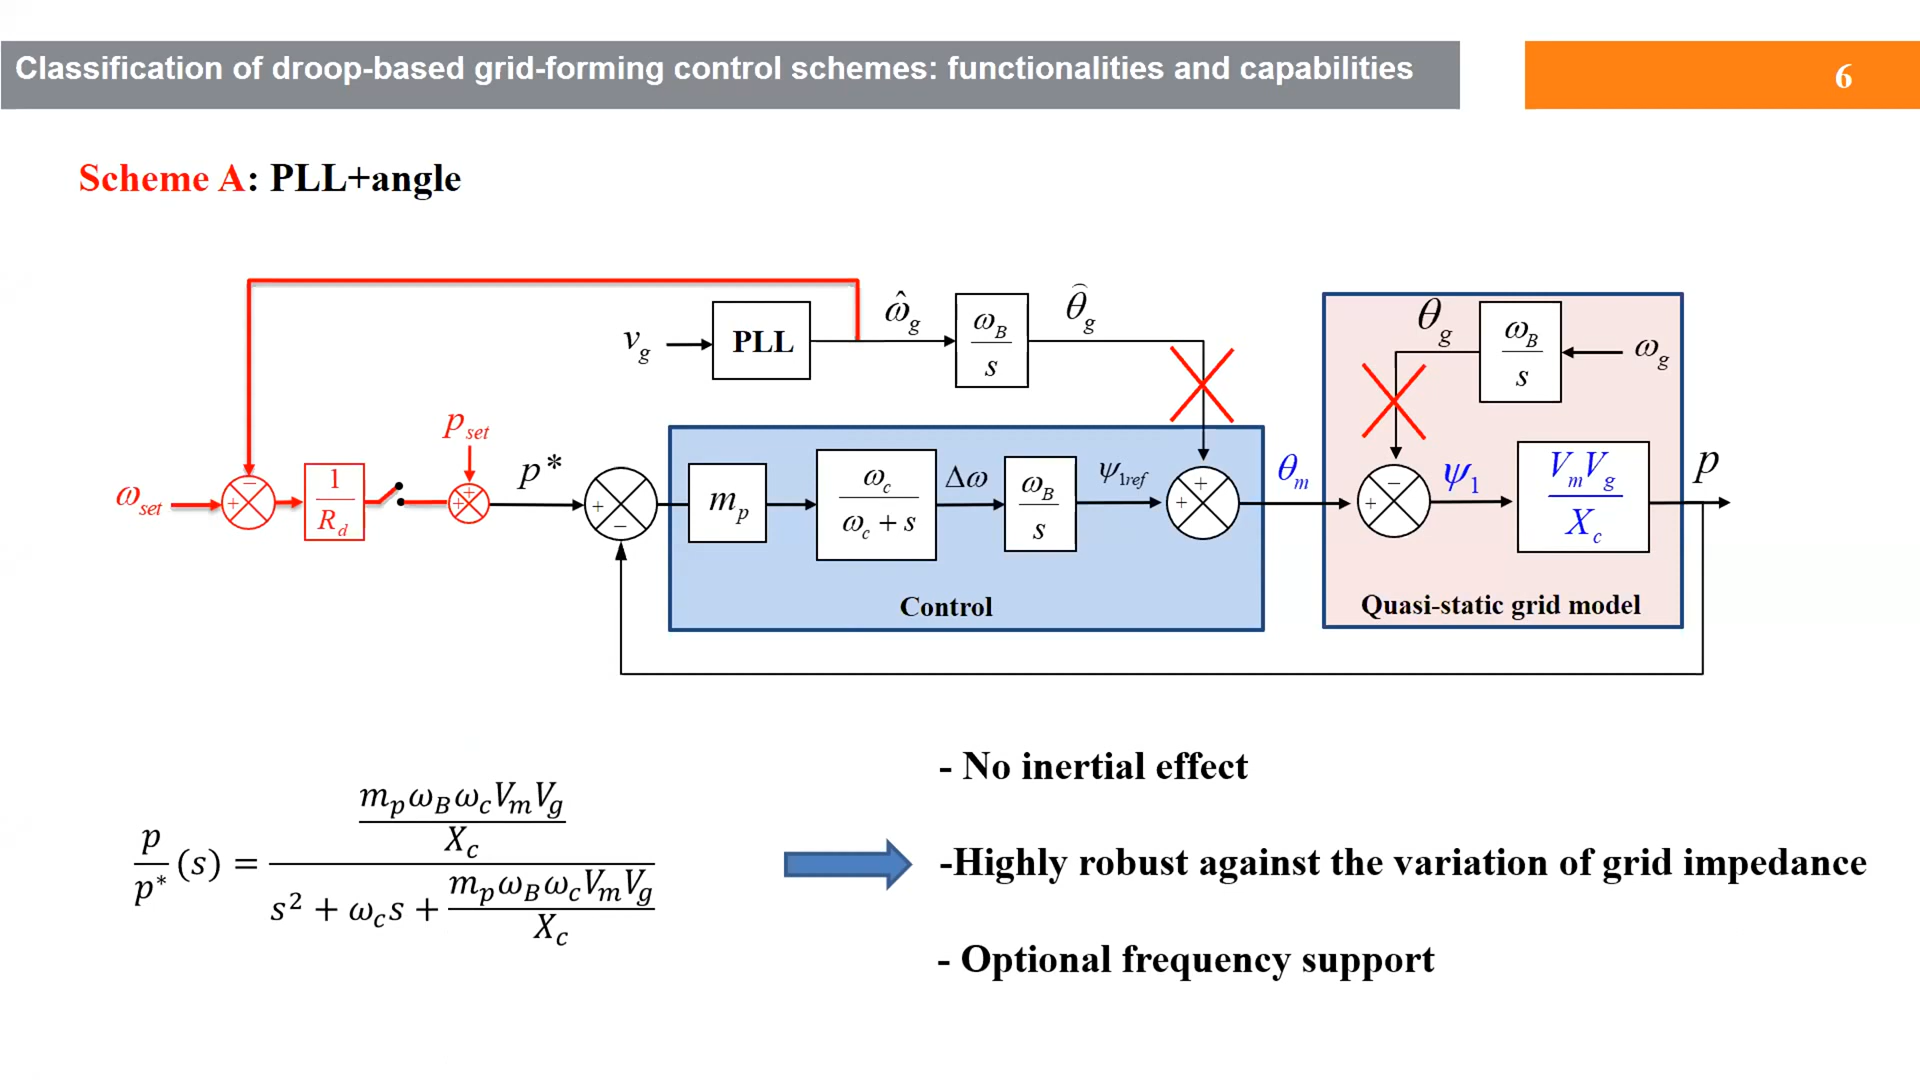 Classification of droop-based grid-forming control schemes: functionalities and capabilities
6
Scheme A: PLL+angle
v_g
PLL
ω̂_g
ω_B / s
θ̂_g
θ_g
ω_B / s
ω_g
ω_set
+ −
1 / R_d
p_set
+ +
p*
+ −
m_p
ω_c / (ω_c + s)
Δω
ω_B / s
ψ_1ref
+ +
θ_m
+ −
ψ_1
V_m V_g / X_c
p
Control
Quasi-static grid model
p/p* (s) = (m_p ω_B ω_c V_m V_g / X_c) / (s² + ω_c s + m_p ω_B ω_c V_m V_g / X_c)
- No inertial effect
-Highly robust against the variation of grid impedance
- Optional frequency support